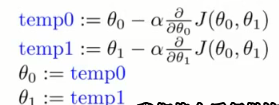 temp0 := θ₀ − α ∂/∂θ₀ J(θ₀, θ₁)
temp1 := θ₁ − α ∂/∂θ₁ J(θ₀, θ₁)
θ₀ := temp0
θ₁ := temp1